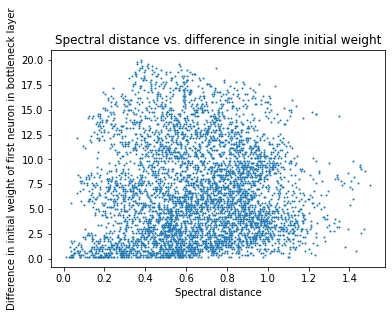 Spectral distance vs. difference in single initial weight
Difference in initial weight of first neuron in bottleneck layer
20.0
17.5
15.0
12.5
10.0
7.5
5.0
2.5
0.0
0.0 0.2 0.4 0.6 0.8 1.0 1.2 1.4
Spectral distance